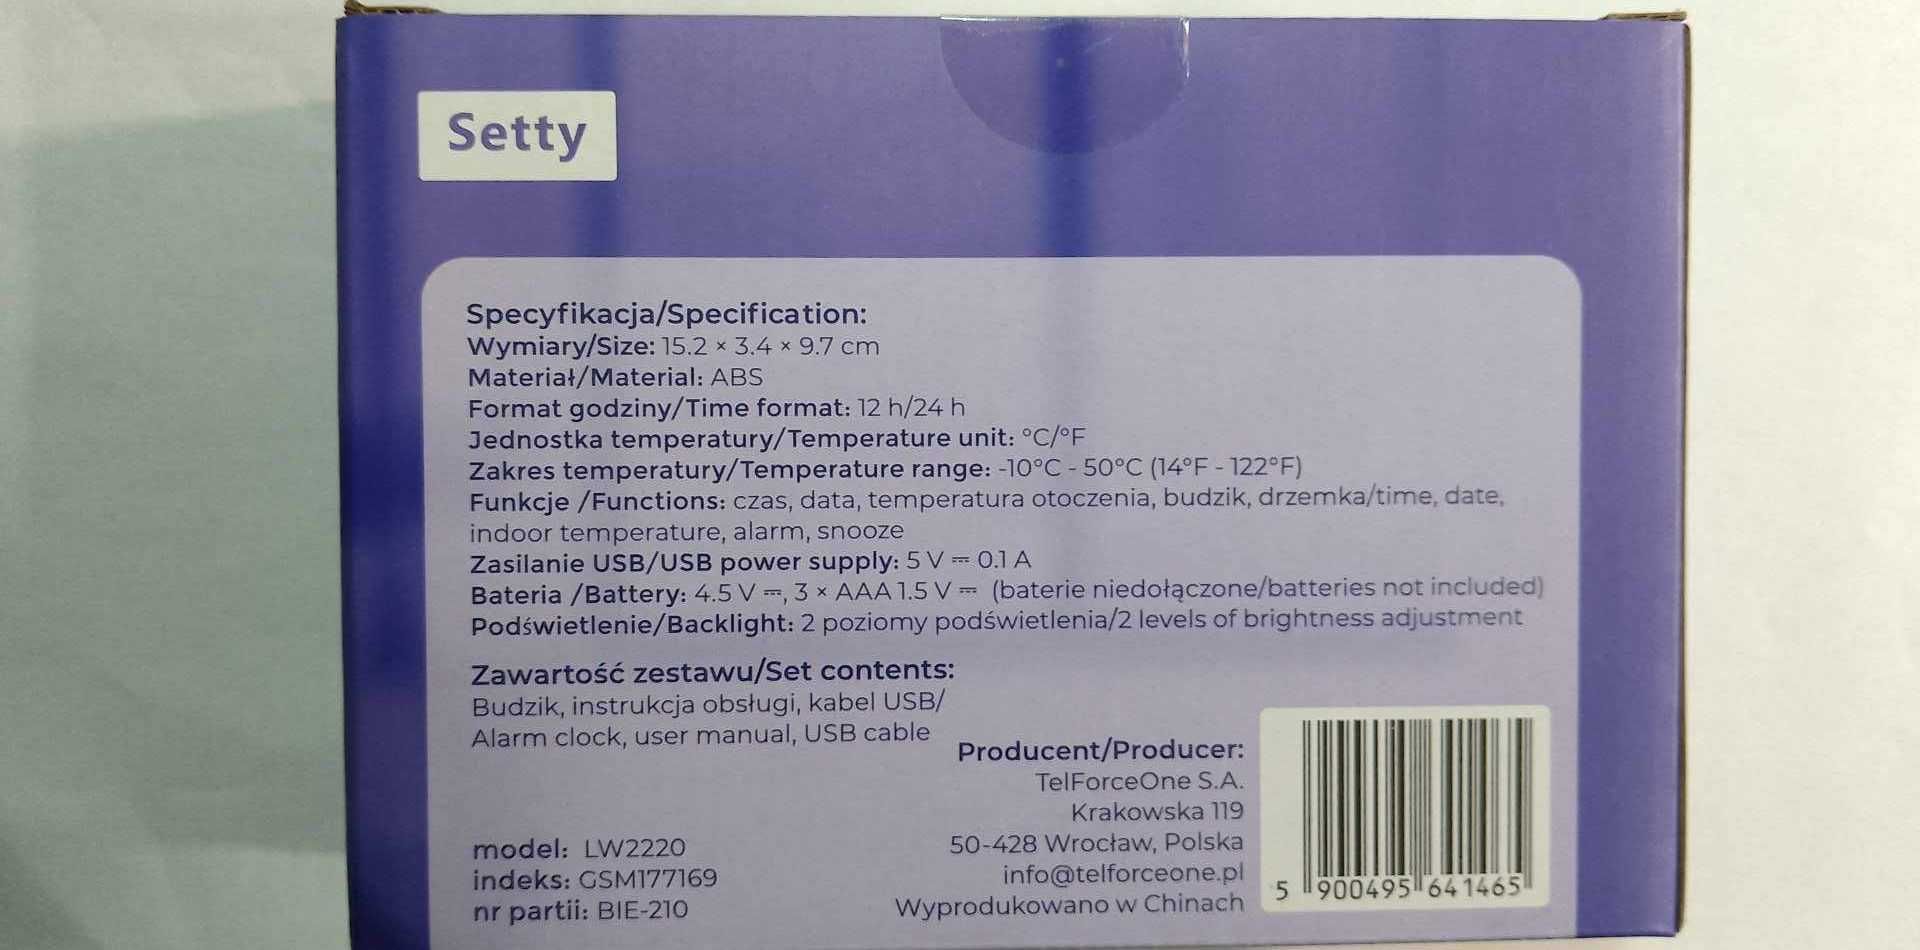 Setty
Specyfikacja/Specification:
Wymiary/Size: 15.2 × 3.4 × 9.7 cm
Materiał/Material: ABS
Format godziny/Time format: 12 h/24 h
Jednostka temperatury/Temperature unit: °C/°F
Zakres temperatury/Temperature range: -10°C - 50°C (14°F - 122°F)
Funkcje /Functions: czas, data, temperatura otoczenia, budzik, drzemka/time, date,
indoor temperature, alarm, snooze
Zasilanie USB/USB power supply: 5 V ⎓ 0.1 A
Bateria /Battery: 4.5 V ⎓, 3 × AAA 1.5 V ⎓ (baterie niedołączone/batteries not included)
Podświetlenie/Backlight: 2 poziomy podświetlenia/2 levels of brightness adjustment
Zawartość zestawu/Set contents:
Budzik, instrukcja obsługi, kabel USB/
Alarm clock, user manual, USB cable
model: LW2220
indeks: GSM177169
nr partii: BIE-210
Producent/Producer:
TelForceOne S.A.
Krakowska 119
50-428 Wrocław, Polska
info@telforceone.pl
Wyprodukowano w Chinach
5 900495 641465